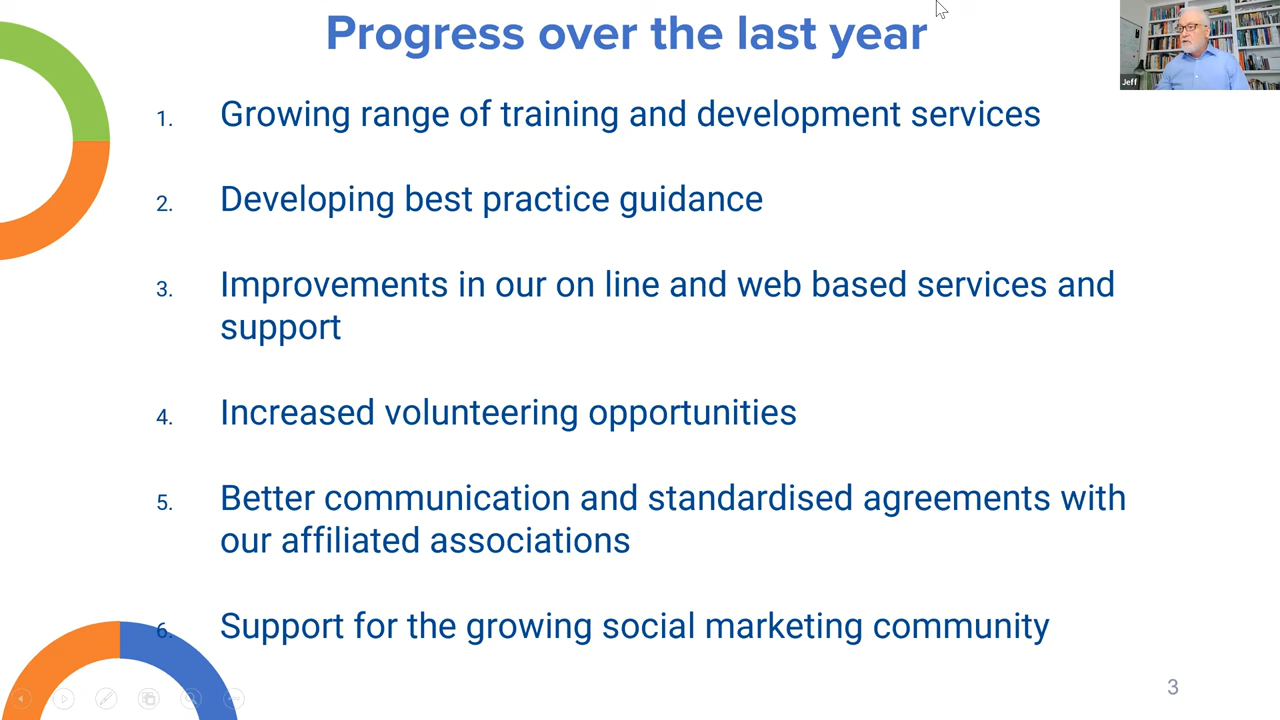 Progress over the last year
Jeff
1. Growing range of training and development services
2. Developing best practice guidance
3. Improvements in our on line and web based services and
support
4. Increased volunteering opportunities
5. Better communication and standardised agreements with
our affiliated associations
6. Support for the growing social marketing community
3